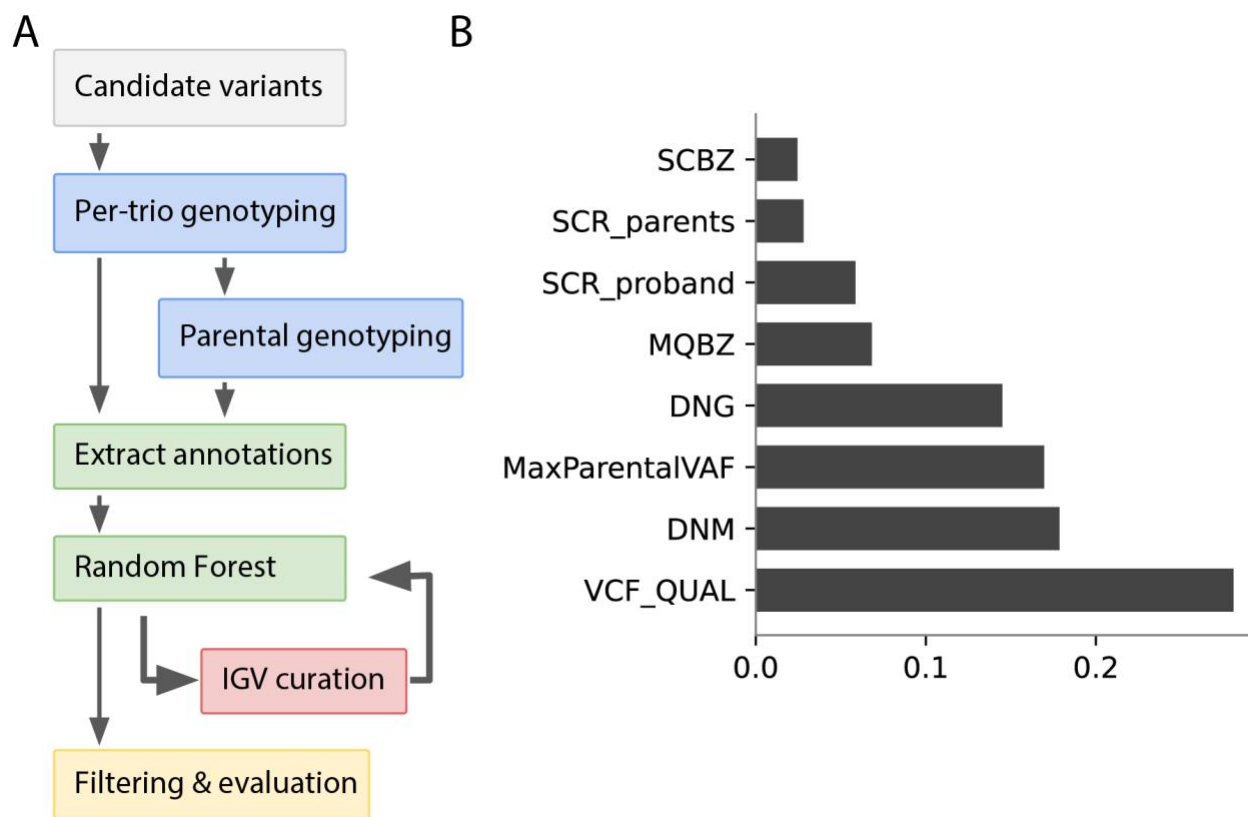 A
Candidate variants
Per-trio genotyping
Parental genotyping
Extract annotations
Random Forest
IGV curation
Filtering & evaluation
B
SCBZ
SCR_parents
SCR_proband
MQBZ
DNG
MaxParentalVAF
DNM
VCF_QUAL
0.0 0.1 0.2